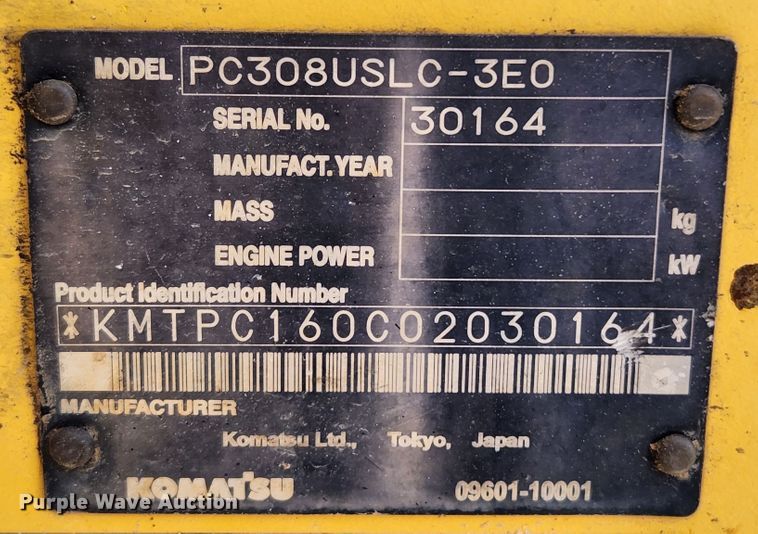 MODEL PC308USLC-3E0
SERIAL No. 30164
MANUFACT. YEAR
MASS kg
ENGINE POWER kW
Product Identification Number
*KMTPC160C02030164*
MANUFACTURER
Komatsu Ltd., Tokyo, Japan
KOMATSU 09601-10001
Purple Wave Auction